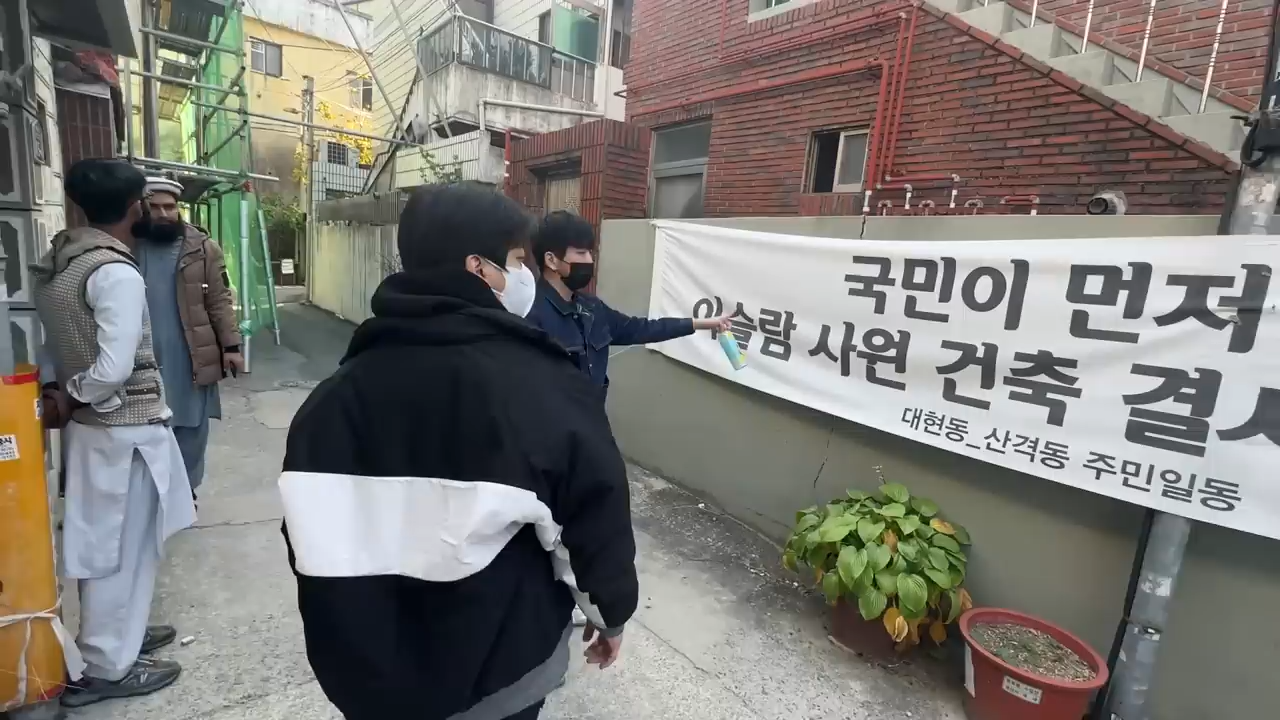 국민이 먼저
이슬람 사원 건축 결사
대현동_산격동 주민일동